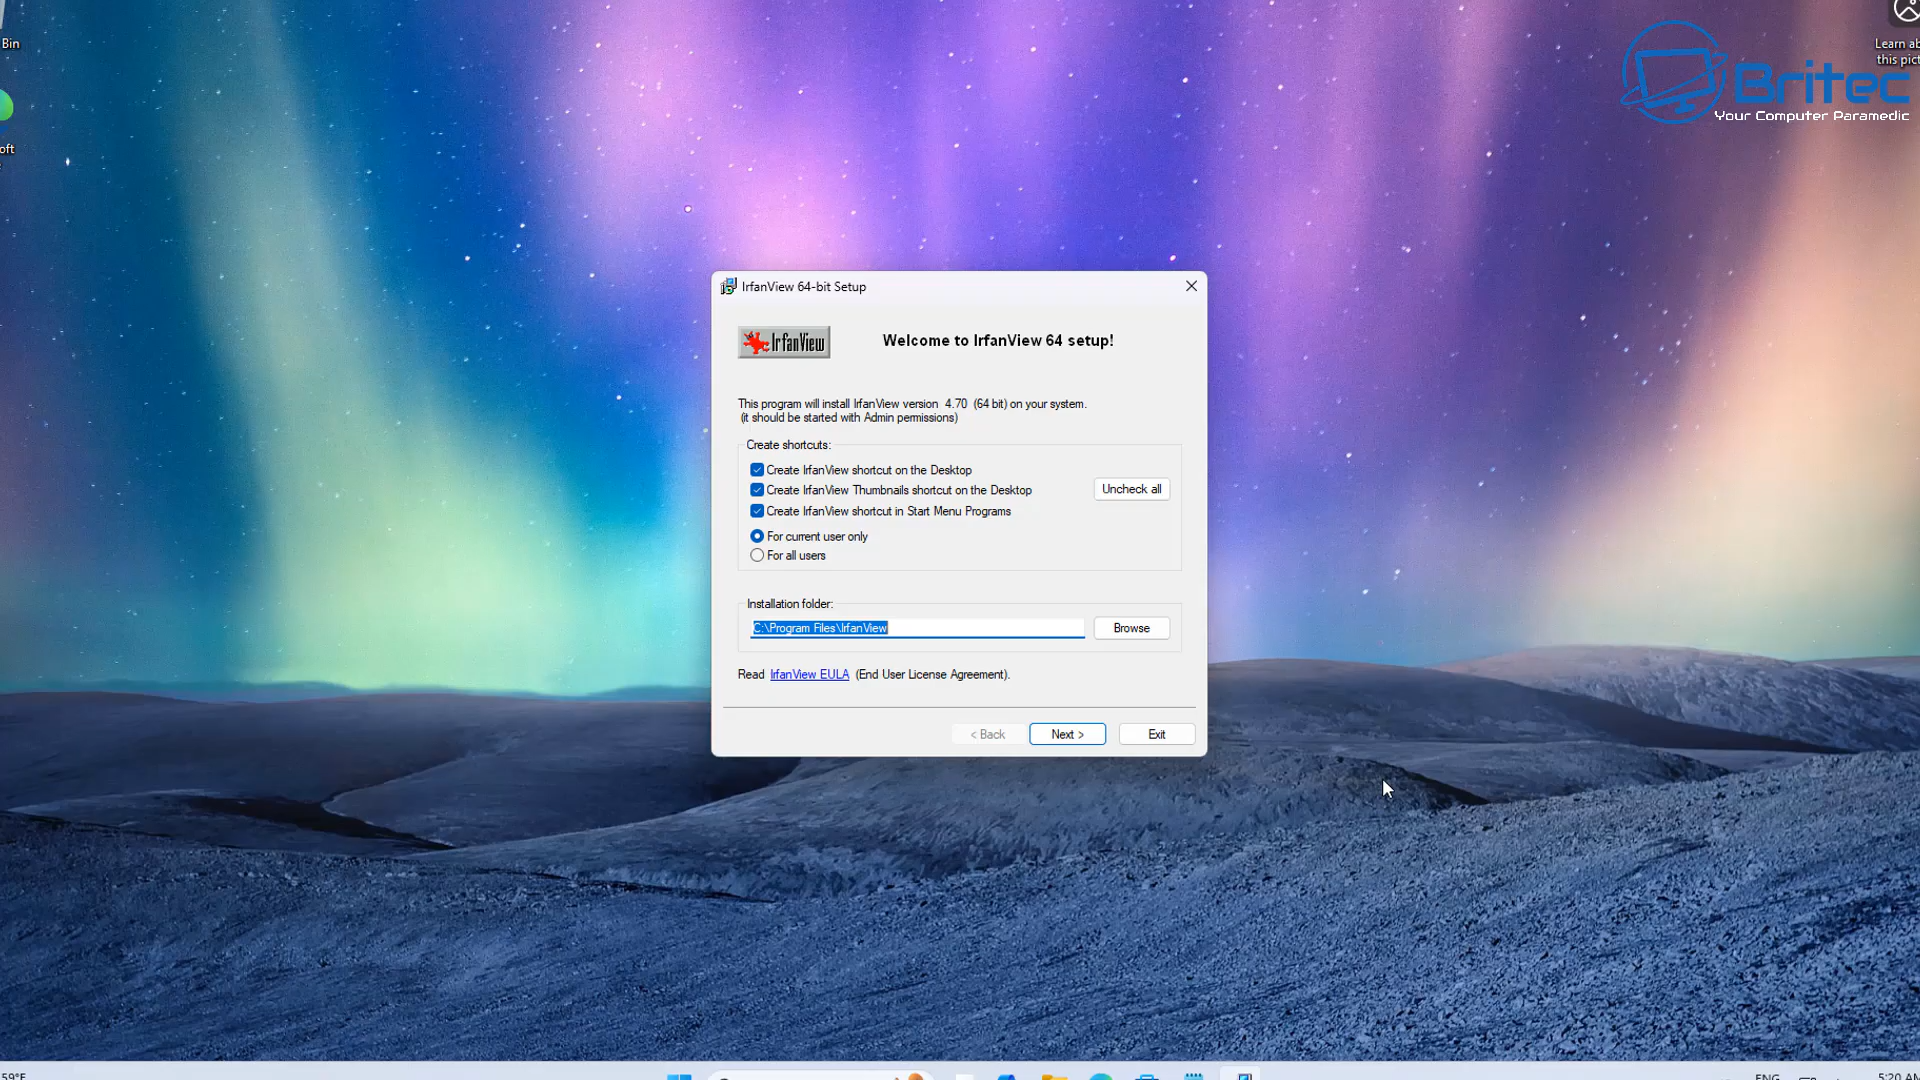 Bin
Learn ab
this pict
Britec
Your Computer Paramedic
oft
IrfanView 64-bit Setup
IrfanView
Welcome to IrfanView 64 setup!
This program will install IrfanView version 4.70 (64 bit) on your system.
(it should be started with Admin permissions)
Create shortcuts:
Create IrfanView shortcut on the Desktop
Create IrfanView Thumbnails shortcut on the Desktop
Uncheck all
Create IrfanView shortcut in Start Menu Programs
For current user only
For all users
Installation folder:
C:\Program Files\IrfanView
Browse
Read IrfanView EULA (End User License Agreement).
< Back
Next >
Exit
59°F
ENG
5:20 AM